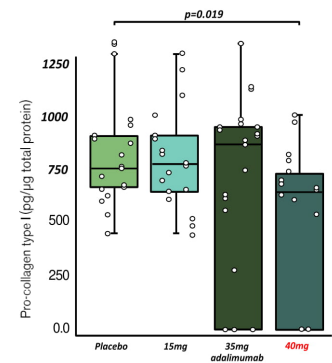 p=0.019
Pro-collagen type I(pg/µg total protein)
1250
1000
750
500
250
0.0
Placebo
15mg
35mg
adalimumab
40mg